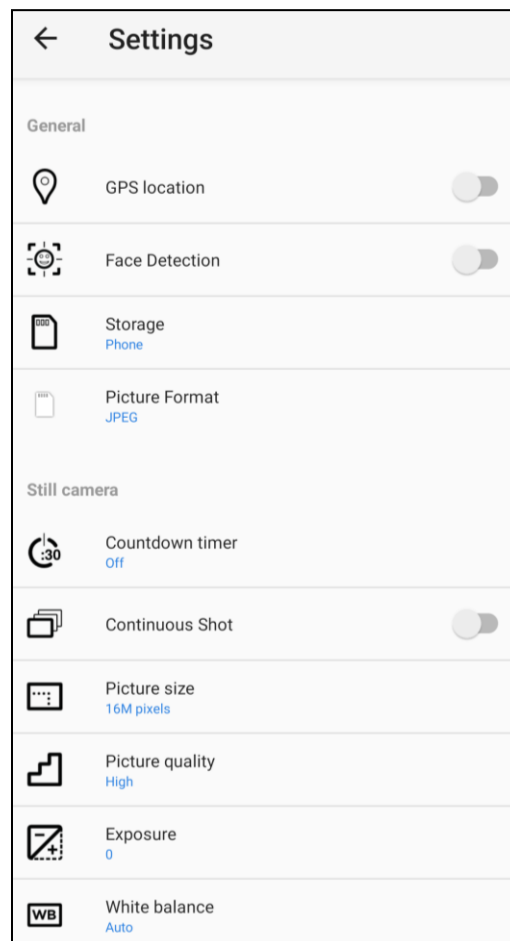 Settings
General
GPS location
Face Detection
Storage
Phone
Picture Format
JPEG
Still camera
Countdown timer
:30
Off
Continuous Shot
Picture size
16M pixels
Picture quality
High
Exposure
0
White balance
WB
Auto